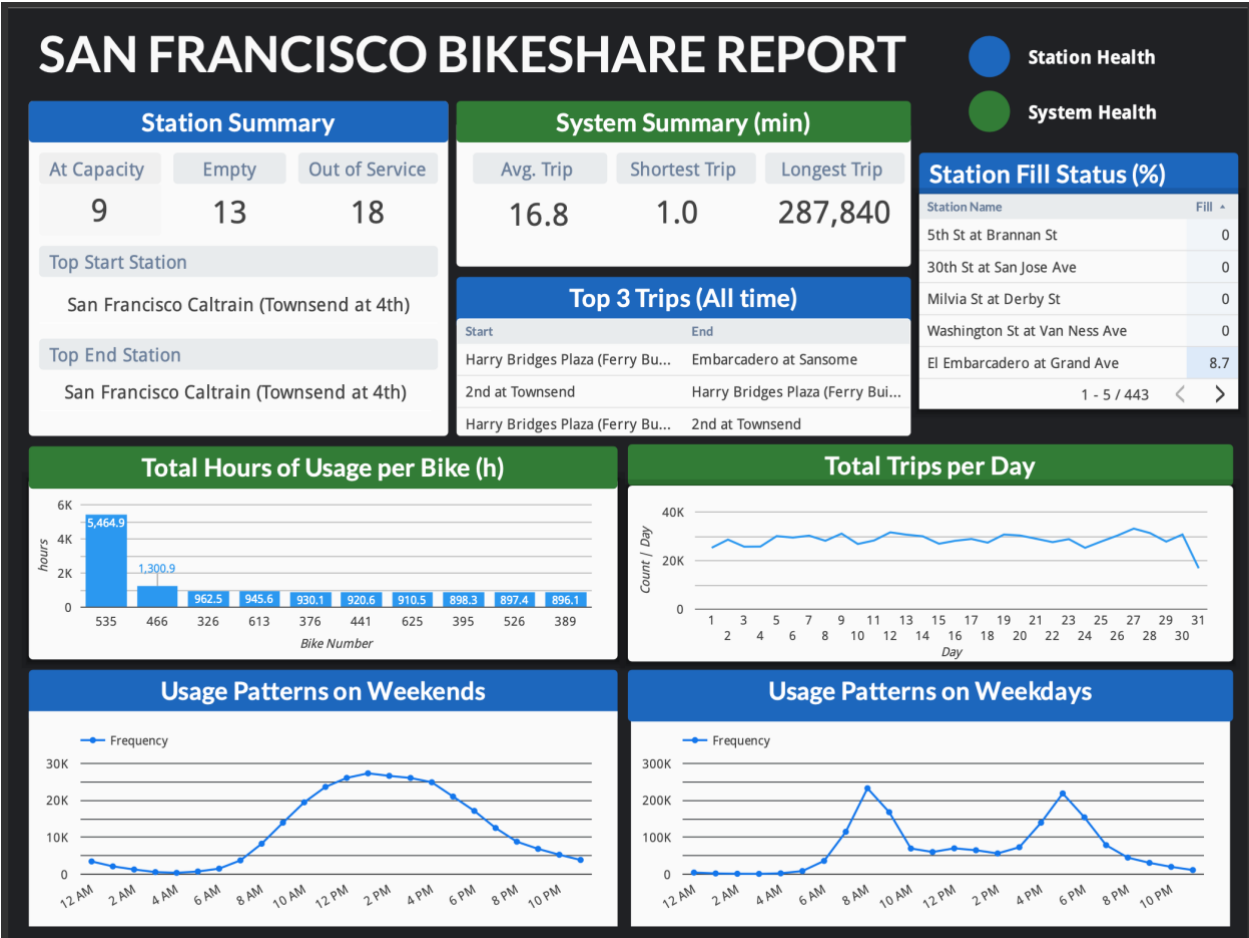 SAN FRANCISCO BIKESHARE REPORT
Station Health
System Health
Station Summary
At Capacity Empty Out of Service
9 13 18
Top Start Station
San Francisco Caltrain (Townsend at 4th)
Top End Station
San Francisco Caltrain (Townsend at 4th)
System Summary (min)
Avg. Trip Shortest Trip Longest Trip
16.8 1.0 287,840
Top 3 Trips (All time)
Start End
Harry Bridges Plaza (Ferry Bu... Embarcadero at Sansome
2nd at Townsend Harry Bridges Plaza (Ferry Bui...
Harry Bridges Plaza (Ferry Bu... 2nd at Townsend
Station Fill Status (%)
Station Name Fill
5th St at Brannan St 0
30th St at San Jose Ave 0
Milvia St at Derby St 0
Washington St at Van Ness Ave 0
El Embarcadero at Grand Ave 8.7
1 - 5 / 443
Total Hours of Usage per Bike (h)
hours
6K
4K
2K
0
5,464.9 1,300.9 962.5 945.6 930.1 920.6 910.5 898.3 897.4 896.1
535 466 326 613 376 441 625 395 526 389
Bike Number
Total Trips per Day
Count | Day
40K
20K
0
1 3 5 7 9 11 13 15 17 19 21 23 25 27 29 31
2 4 6 8 10 12 14 16 18 20 22 24 26 28 30
Day
Usage Patterns on Weekends
Frequency
30K
20K
10K
0
12 AM 2 AM 4 AM 6 AM 8 AM 10 AM 12 PM 2 PM 4 PM 6 PM 8 PM 10 PM
Usage Patterns on Weekdays
Frequency
300K
200K
100K
0
12 AM 2 AM 4 AM 6 AM 8 AM 10 AM 12 PM 2 PM 4 PM 6 PM 8 PM 10 PM